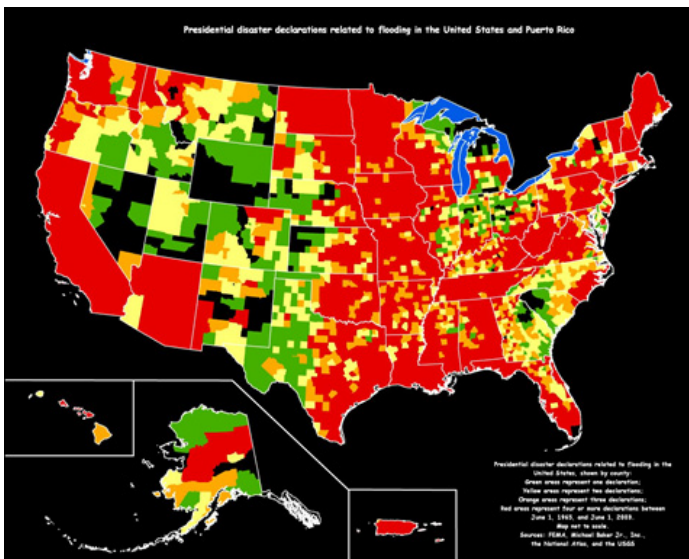 Presidential disaster declarations related to flooding in the United States and Puerto Rico
Presidential disaster declarations related to flooding in the
United States, shown by county:
Green areas represent one declaration;
Yellow areas represent two declarations;
Orange areas represent three declarations;
Red areas represent four or more declarations between
June 1, 1965, and June 1, 2003.
Map not to scale.
Sources: FEMA, Michael Baker Jr., Inc.,
the National Atlas, and the USGS